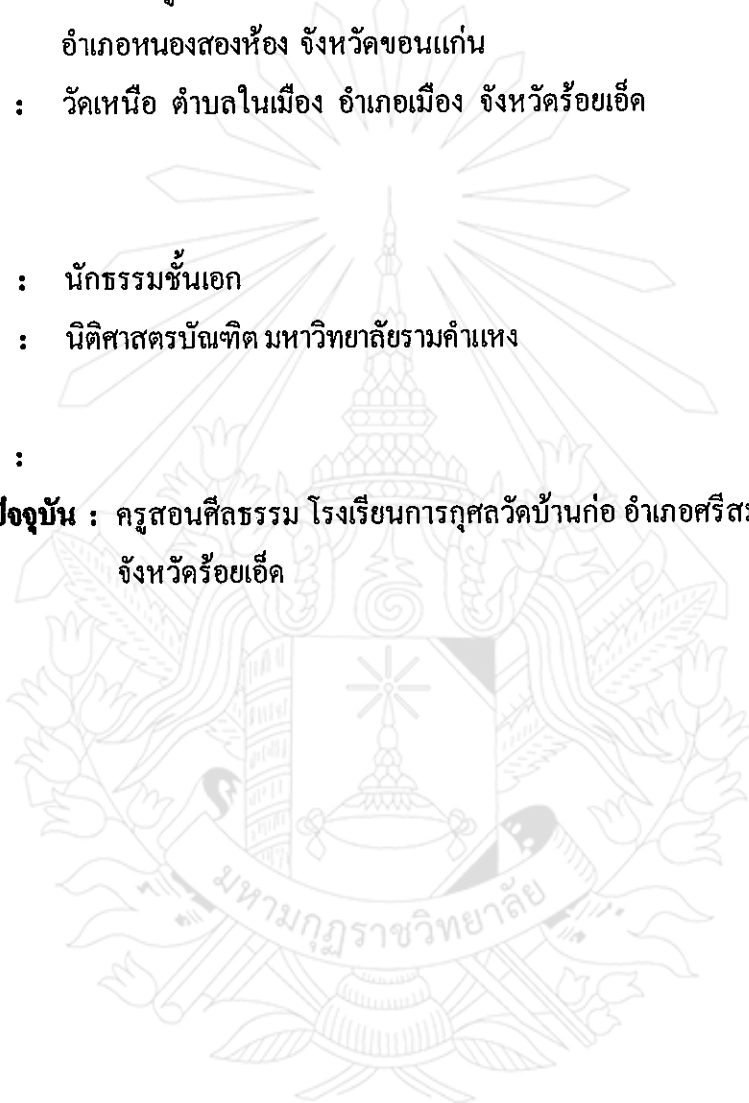 อำเภอหนองสองห้อง จังหวัดขอนแก่น
: วัดเหนือ ตำบลในเมือง อำเภอเมือง จังหวัดร้อยเอ็ด
: นักธรรมชั้นเอก
: นิติศาสตรบัณฑิต มหาวิทยาลัยรามคำแหง
:
ปัจจุบัน : ครูสอนศีลธรรม โรงเรียนการกุศลวัดบ้านก่อ อำเภอศรีสม
จังหวัดร้อยเอ็ด
มหามกุฏราชวิทยาลัย